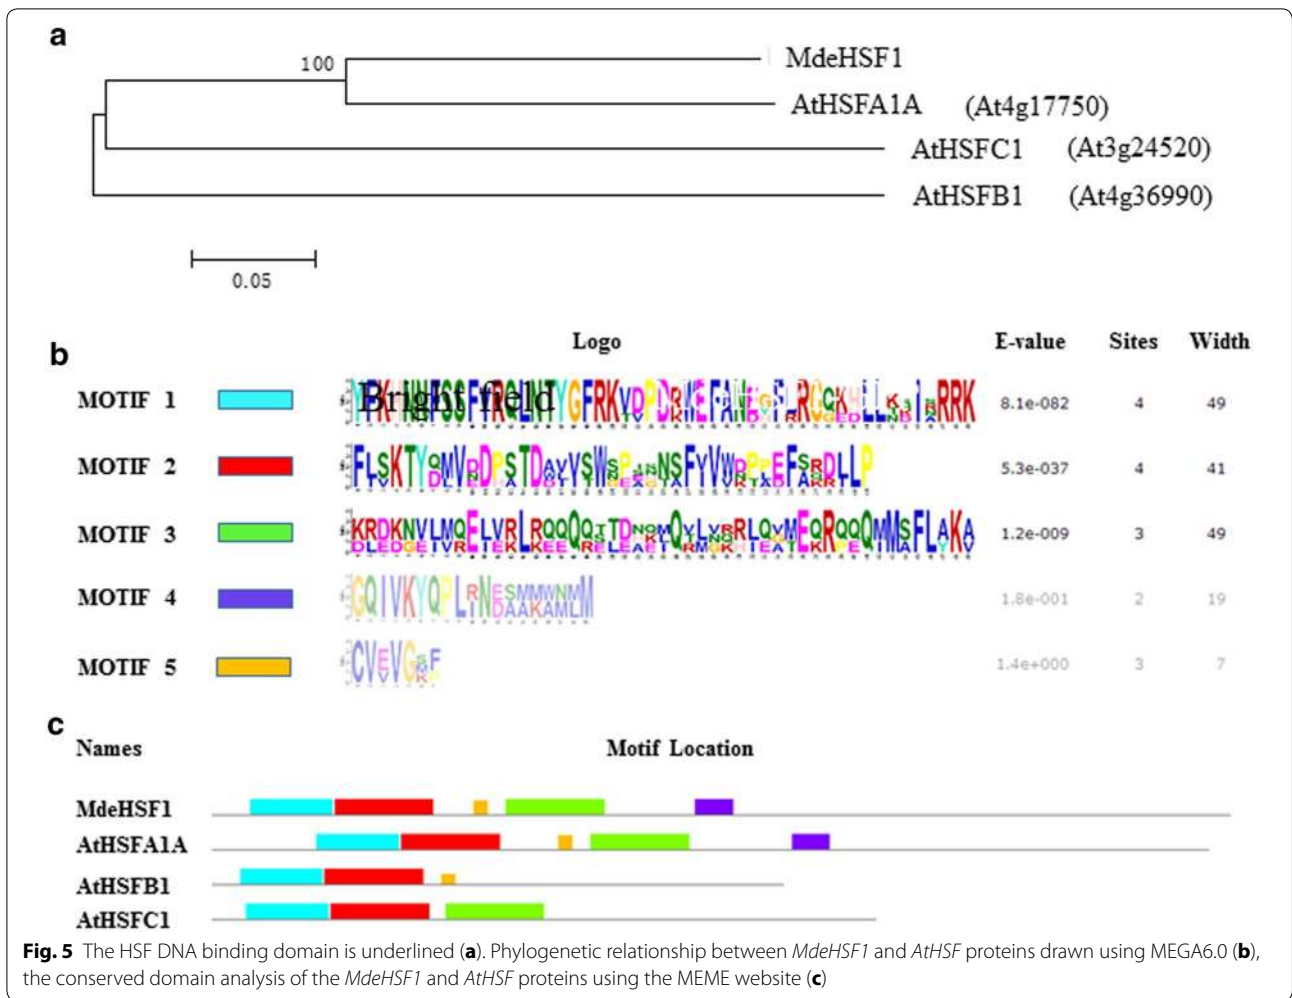 a
100
MdeHSF1
AtHSFA1A (At4g17750)
AtHSFC1 (At3g24520)
AtHSFB1 (At4g36990)
0.05
b
Logo E-value Sites Width
MOTIF 1 Bright field YGFRK RRK 8.1e-082 4 49
MOTIF 2 5.3e-037 4 41
MOTIF 3 1.2e-009 3 49
MOTIF 4 1.8e-001 2 19
MOTIF 5 1.4e+000 3 7
c
Names Motif Location
MdeHSF1
AtHSFA1A
AtHSFB1
AtHSFC1
Fig. 5 The HSF DNA binding domain is underlined (a). Phylogenetic relationship between MdeHSF1 and AtHSF proteins drawn using MEGA6.0 (b),
the conserved domain analysis of the MdeHSF1 and AtHSF proteins using the MEME website (c)